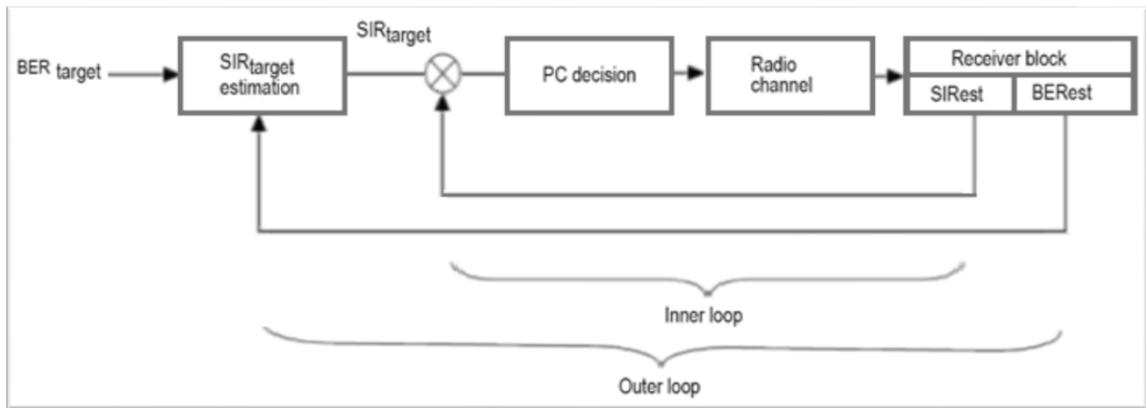 BER target
SIRtarget
estimation
SIRtarget
PC decision
Radio
channel
Receiver block
SIRest
BERest
Inner loop
Outer loop